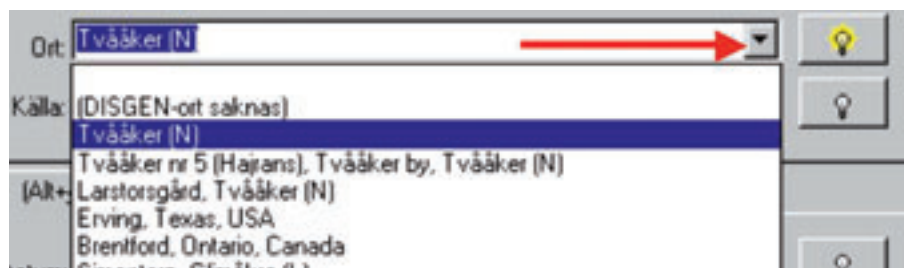 Ort: Tvååker (N)
Källa: (DISGEN-ort saknas)
Tvååker (N)
Tvååker nr 5 (Hajrans), Tvååker by, Tvååker (N)
(Alt+ Larstorsgård, Tvååker (N)
Erving, Texas, USA
Brentford, Ontario, Canada